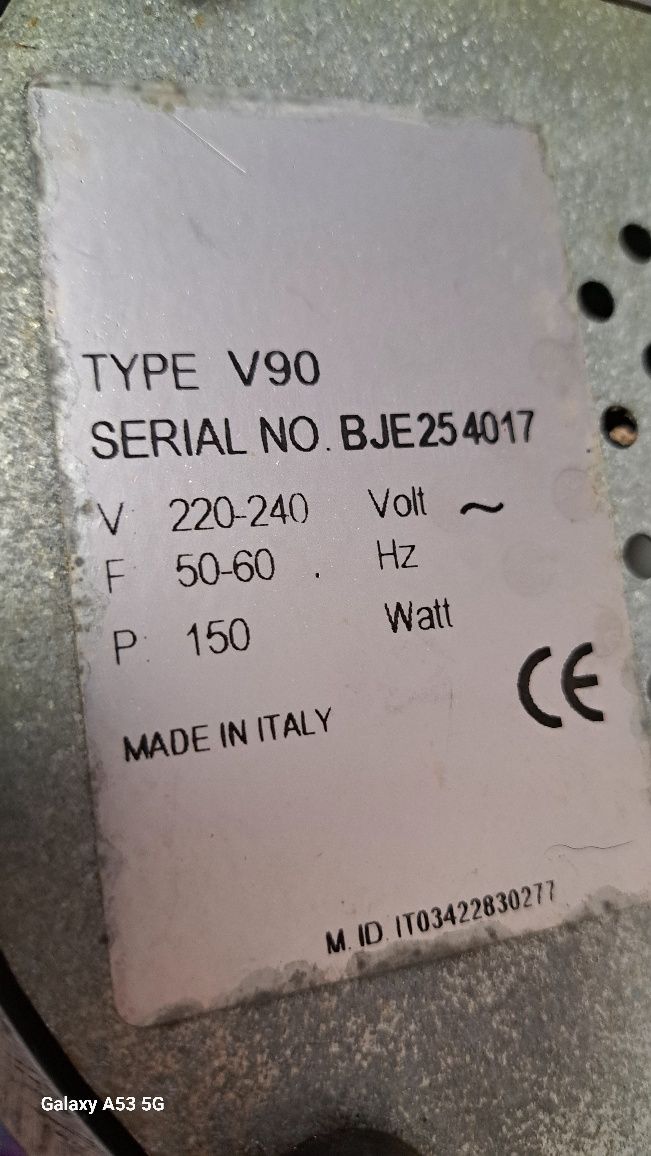 TYPE V90
SERIAL NO. BJE254017
V: 220-240 Volt ~
F: 50-60 . Hz
P: 150 Watt
CE
MADE IN ITALY
M. ID. IT03422830277
Galaxy A53 5G